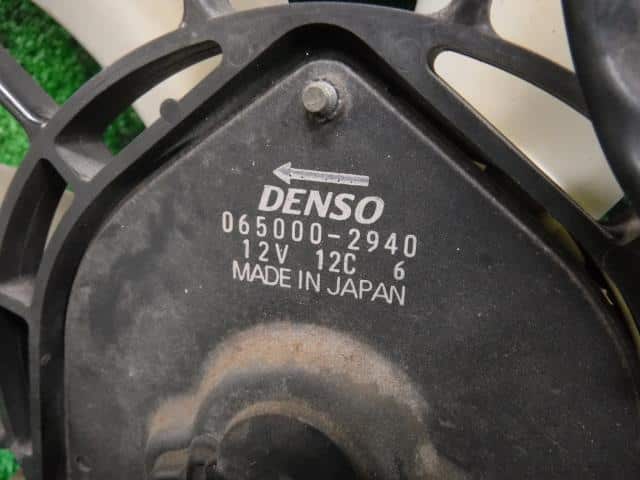 DENSO
065000-2940
12V 12C 6
MADE IN JAPAN